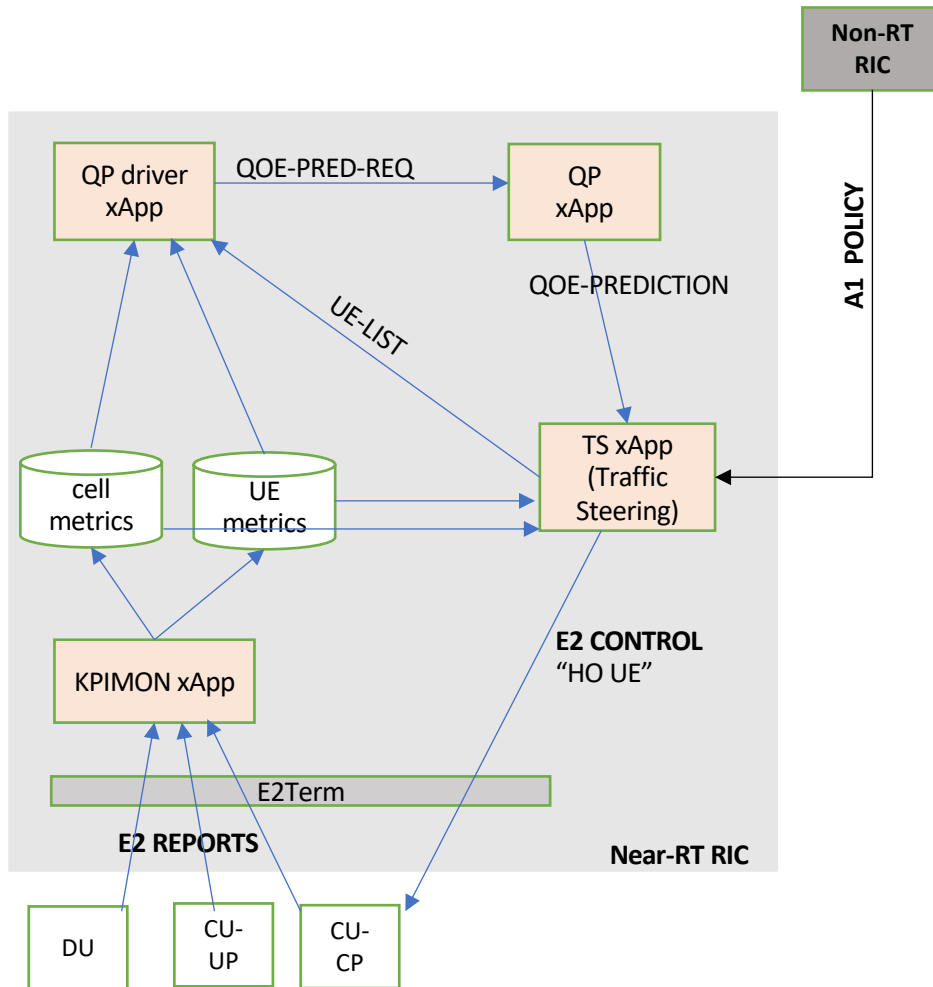 Non-RT
RIC
QP driver
xApp
QOE-PRED-REQ
QP
xApp
A1 POLICY
QOE-PREDICTION
UE-LIST
TS xApp
(Traffic
Steering)
cell
metrics
UE
metrics
E2 CONTROL
“HO UE”
KPIMON xApp
E2Term
E2 REPORTS
Near-RT RIC
DU
CU-
UP
CU-
CP